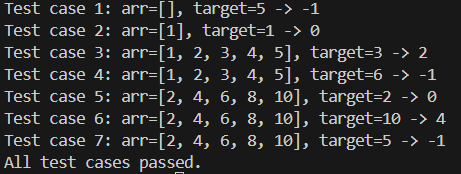 Test case 1: arr=[], target=5 -> -1
Test case 2: arr=[1], target=1 -> 0
Test case 3: arr=[1, 2, 3, 4, 5], target=3 -> 2
Test case 4: arr=[1, 2, 3, 4, 5], target=6 -> -1
Test case 5: arr=[2, 4, 6, 8, 10], target=2 -> 0
Test case 6: arr=[2, 4, 6, 8, 10], target=10 -> 4
Test case 7: arr=[2, 4, 6, 8, 10], target=5 -> -1
All test cases passed.